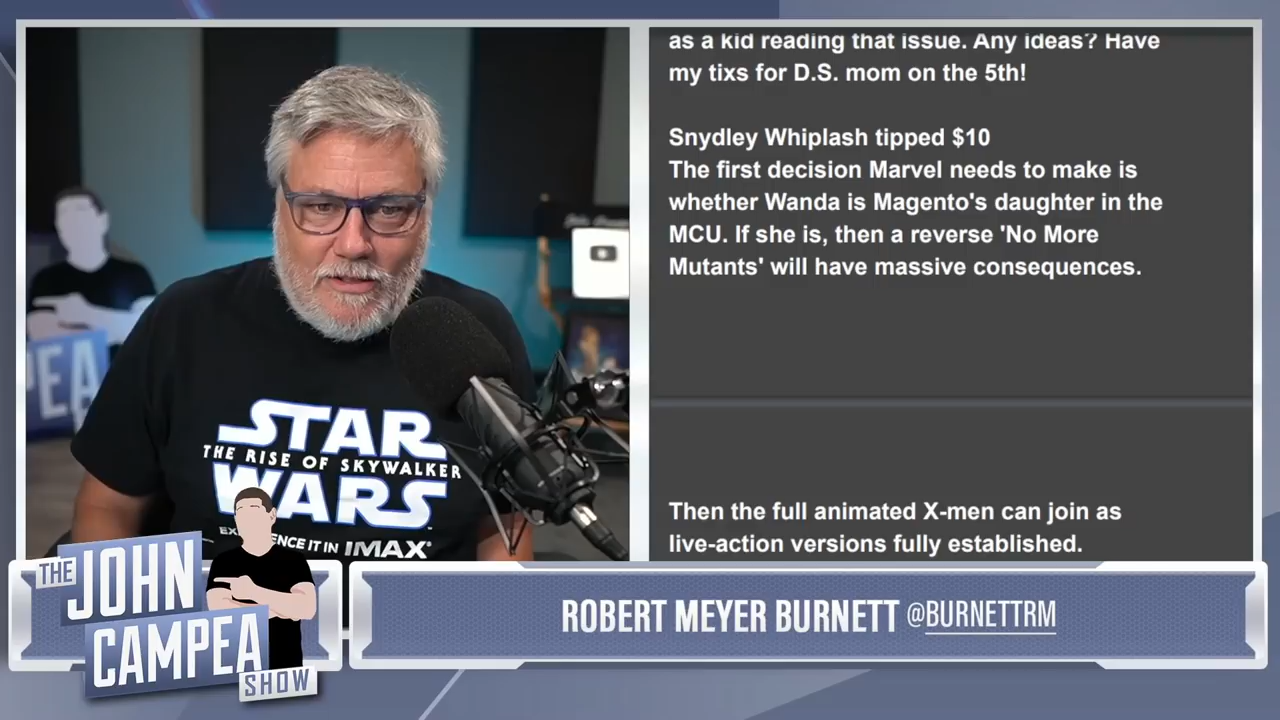 as a kid reading that issue. Any ideas? Have
my tixs for D.S. mom on the 5th!
Snydley Whiplash tipped $10
The first decision Marvel needs to make is
whether Wanda is Magento's daughter in the
MCU. If she is, then a reverse 'No More
Mutants' will have massive consequences.
Then the full animated X-men can join as
live-action versions fully established.
PEA
STAR
THE RISE OF SKYWALKER
WARS
IN IMAX
THE
JOHN
CAMPEA
SHOW
ROBERT MEYER BURNETT @BURNETTRM